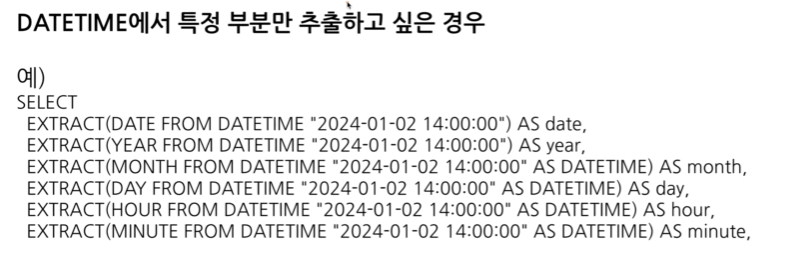 DATETIME에서 특정 부분만 추출하고 싶은 경우
예)
SELECT
EXTRACT(DATE FROM DATETIME "2024-01-02 14:00:00") AS date,
EXTRACT(YEAR FROM DATETIME "2024-01-02 14:00:00") AS year,
EXTRACT(MONTH FROM DATETIME "2024-01-02 14:00:00" AS DATETIME) AS month,
EXTRACT(DAY FROM DATETIME "2024-01-02 14:00:00" AS DATETIME) AS day,
EXTRACT(HOUR FROM DATETIME "2024-01-02 14:00:00" AS DATETIME) AS hour,
EXTRACT(MINUTE FROM DATETIME "2024-01-02 14:00:00" AS DATETIME) AS minute,